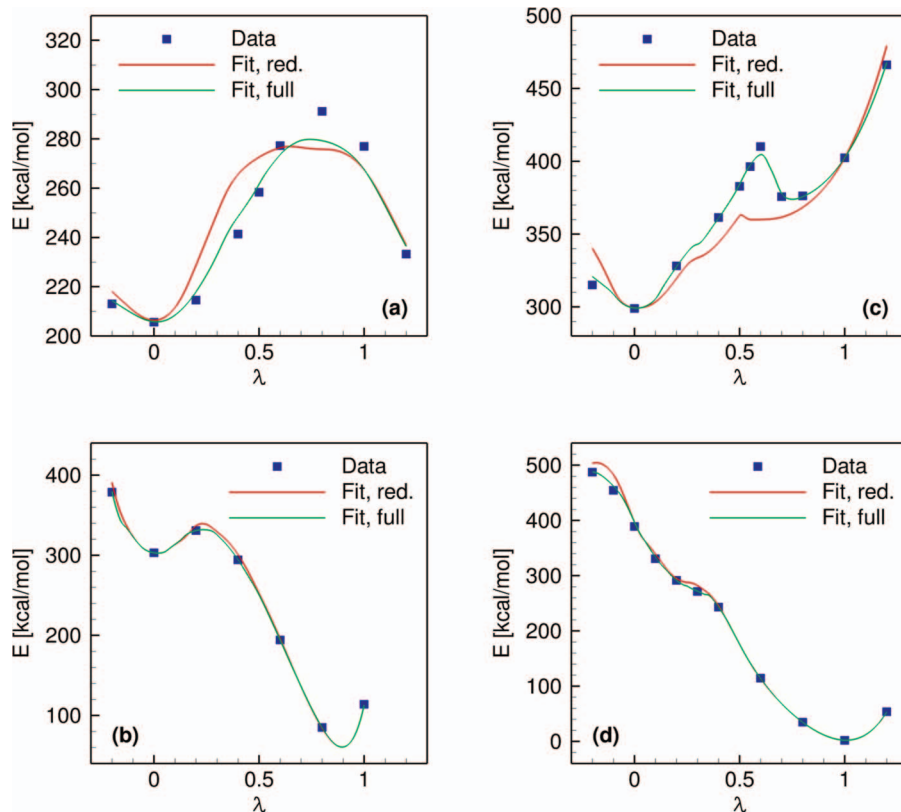 320
300
280
260
240
220
200
E [kcal/mol]
Data
Fit, red.
Fit, full
(a)
0
0.5
1
λ
500
450
400
350
300
E [kcal/mol]
Data
Fit, red.
Fit, full
(c)
0
0.5
1
λ
400
300
200
100
E [kcal/mol]
Data
Fit, red.
Fit, full
(b)
0
0.5
1
λ
500
400
300
200
100
0
E [kcal/mol]
Data
Fit, red.
Fit, full
(d)
0
0.5
1
λ